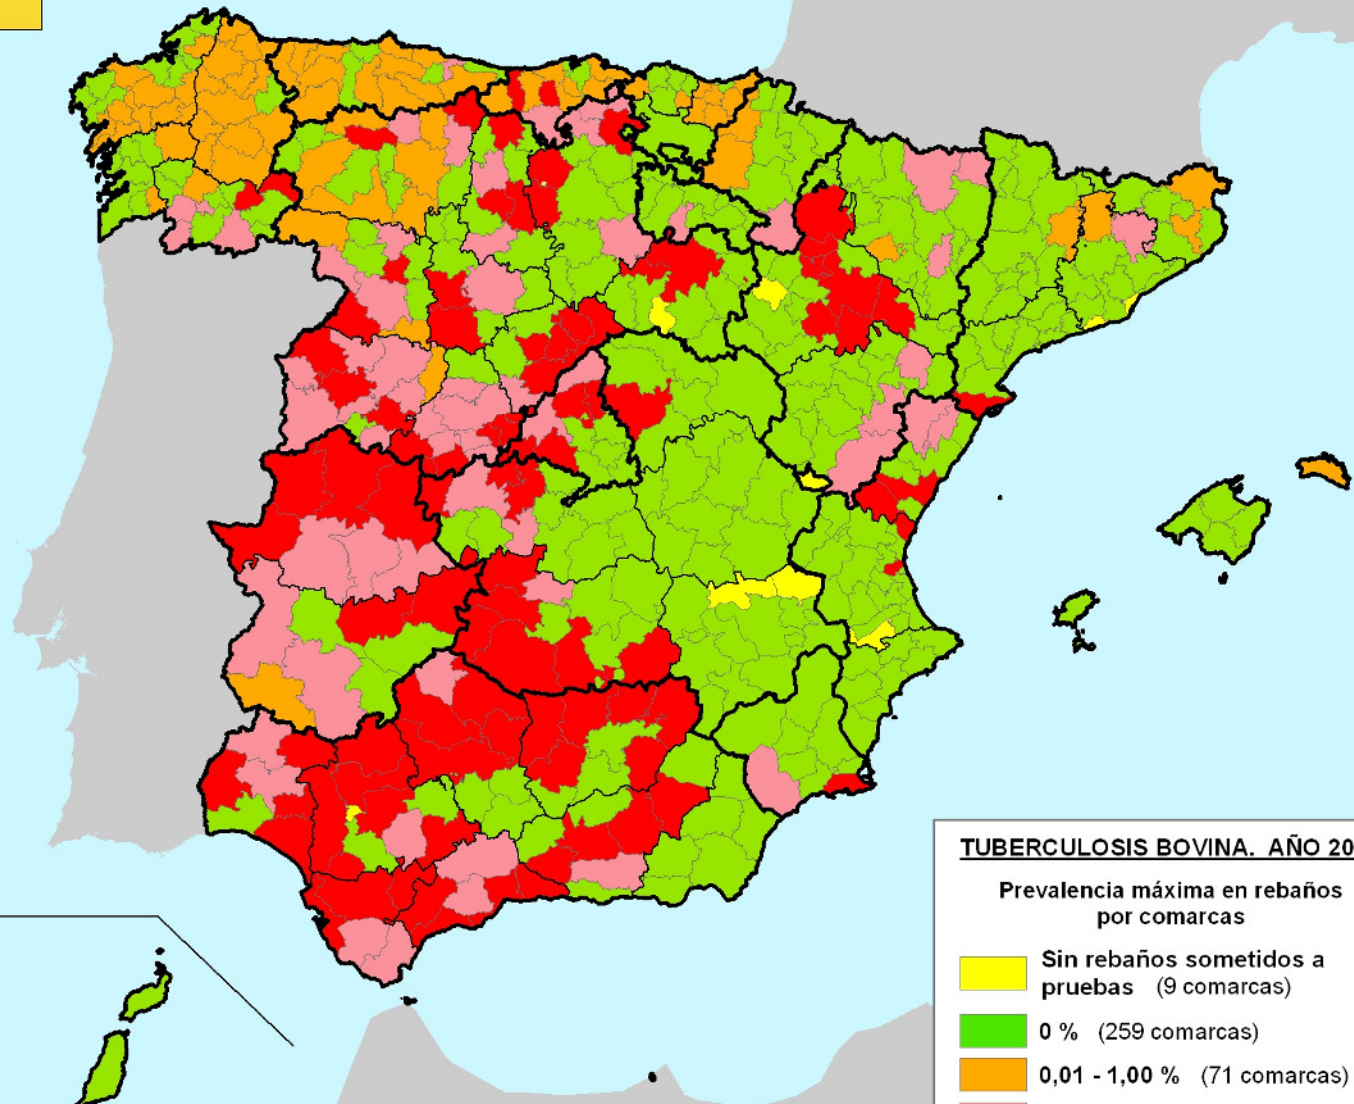 TUBERCULOSIS BOVINA. AÑO 20
Prevalencia máxima en rebaños
por comarcas
Sin rebaños sometidos a
pruebas (9 comarcas)
0 % (259 comarcas)
0,01 - 1,00 % (71 comarcas)